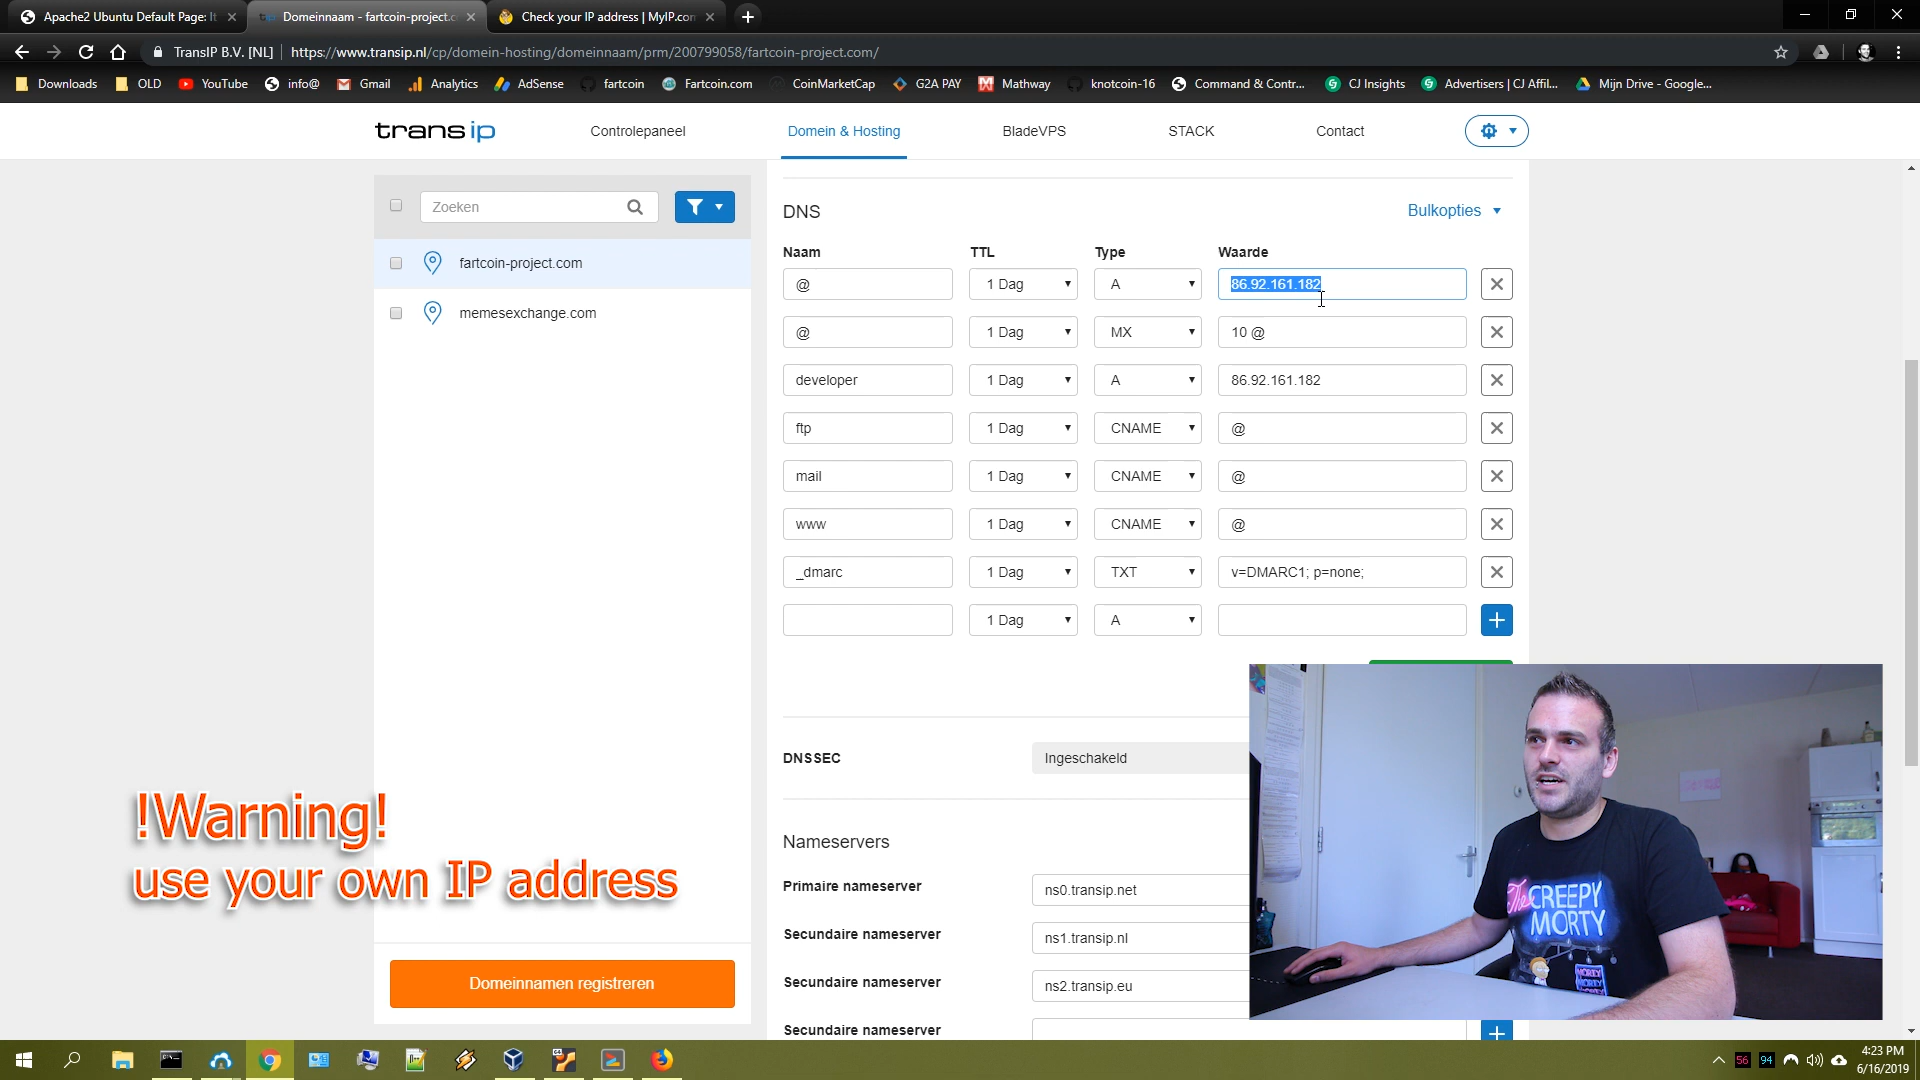 Apache2 Ubuntu Default Page: It
Domeinnaam - fartcoin-project.c
Check your IP address | MyIP.com
TransIP B.V. [NL]
https://www.transip.nl/cp/domein-hosting/domeinnaam/prm/200799058/fartcoin-project.com/
Downloads
OLD
YouTube
info@
Gmail
Analytics
AdSense
fartcoin
Fartcoin.com
CoinMarketCap
G2A PAY
Mathway
knotcoin-16
Command & Contr...
CJ Insights
Advertisers | CJ Affil...
Mijn Drive - Google...
transip
Controlepaneel
Domein & Hosting
BladeVPS
STACK
Contact
Zoeken
fartcoin-project.com
memesexchange.com
DNS
Bulkopties
Naam TTL Type Waarde
@ 1 Dag A 86.92.161.182
@ 1 Dag MX 10 @
developer 1 Dag A 86.92.161.182
ftp 1 Dag CNAME @
mail 1 Dag CNAME @
www 1 Dag CNAME @
_dmarc 1 Dag TXT v=DMARC1; p=none;
1 Dag A
DNSSEC Ingeschakeld
Nameservers
Primaire nameserver ns0.transip.net
Secundaire nameserver ns1.transip.nl
Secundaire nameserver ns2.transip.eu
Secundaire nameserver
!Warning!
use your own IP address
Domeinnamen registreren
The CREEPY
MORTY
56
94
4:23 PM
6/16/2019